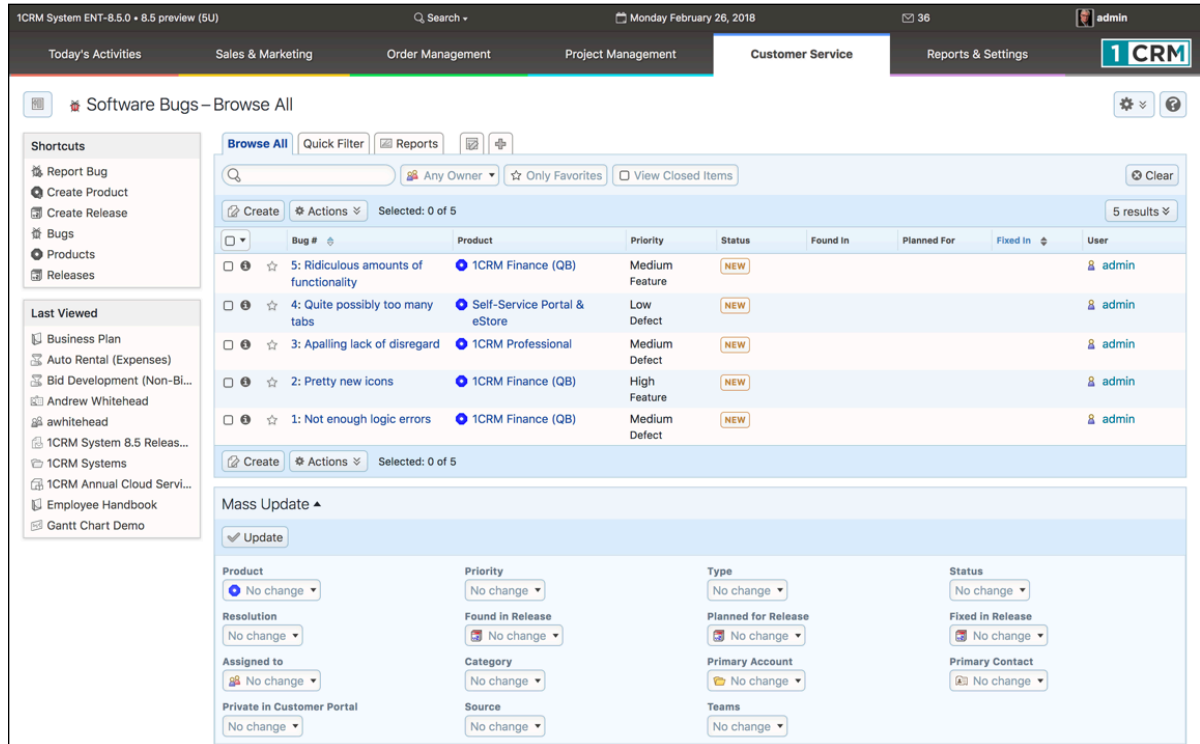 1CRM System ENT-8.5.0 • 8.5 preview (5U)
Search
Monday February 26, 2018
36
admin
Today's Activities
Sales & Marketing
Order Management
Project Management
Customer Service
Reports & Settings
1 CRM
Software Bugs – Browse All
Shortcuts
Report Bug
Create Product
Create Release
Bugs
Products
Releases
Last Viewed
Business Plan
Auto Rental (Expenses)
Bid Development (Non-Bi...
Andrew Whitehead
awhitehead
1CRM System 8.5 Releas...
1CRM Systems
1CRM Annual Cloud Servi...
Employee Handbook
Gantt Chart Demo
Browse All
Quick Filter
Reports
Any Owner
Only Favorites
View Closed Items
Clear
Create
Actions
Selected: 0 of 5
5 results
Bug #
Product
Priority
Status
Found In
Planned For
Fixed In
User
5: Ridiculous amounts of
functionality
1CRM Finance (QB)
Medium
Feature
NEW
admin
4: Quite possibly too many
tabs
Self-Service Portal &
eStore
Low
Defect
NEW
admin
3: Apalling lack of disregard
1CRM Professional
Medium
Defect
NEW
admin
2: Pretty new icons
1CRM Finance (QB)
High
Feature
NEW
admin
1: Not enough logic errors
1CRM Finance (QB)
Medium
Defect
NEW
admin
Create
Actions
Selected: 0 of 5
Mass Update
Update
Product
No change
Priority
No change
Type
No change
Status
No change
Resolution
No change
Found in Release
No change
Planned for Release
No change
Fixed in Release
No change
Assigned to
No change
Category
No change
Primary Account
No change
Primary Contact
No change
Private in Customer Portal
No change
Source
No change
Teams
No change